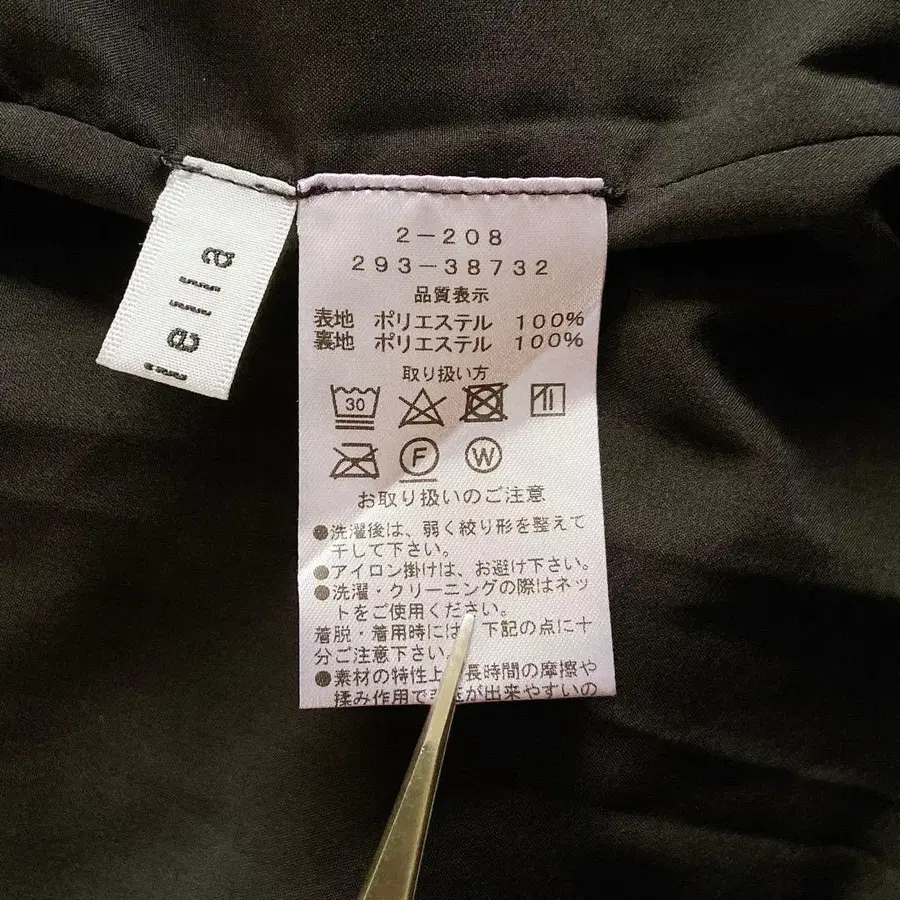 2-208
293-38732
品質表示
表地 ポリエステル 100%
裏地 ポリエステル 100%
取り扱い方
30
F W
お取り扱いのご注意
●洗濯後は、弱く絞り形を整えて
干して下さい。
●アイロン掛けは、お避け下さい。
●洗濯・クリーニングの際はネッ
トをご使用ください。
着脱・着用時には 下記の点に十
分ご注意下さい
●素材の特性上 長時間の摩擦や
揉み作用で が出来やすいの
ella